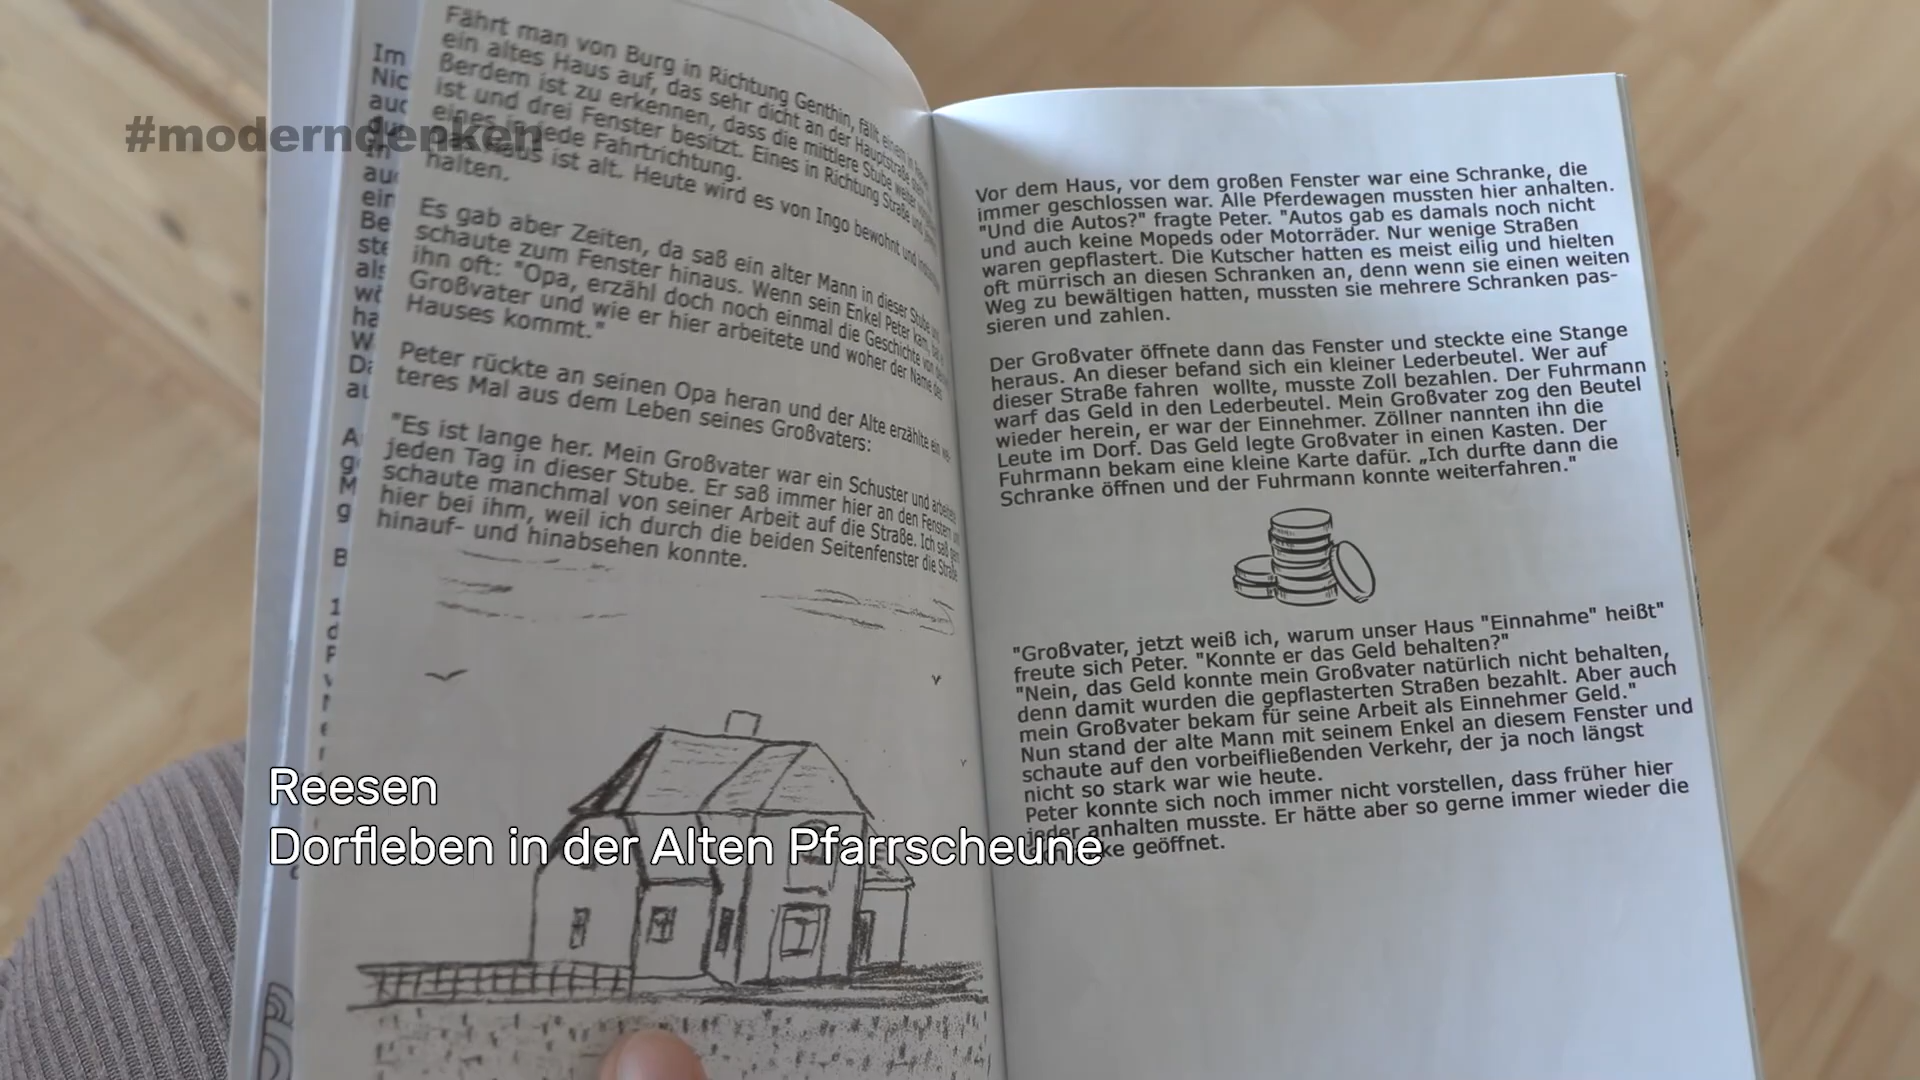 #moderndenken
Fährt man von Burg in Richtung Genthin, fällt einem in
ein altes Haus auf, das sehr dicht an der Hauptstraße
ßerdem ist zu erkennen, dass die mittlere Stube weiter
ist und drei Fenster besitzt. Eines in Richtung Straße und
eines in jede Fahrtrichtung.
Haus ist alt. Heute wird es von Ingo bewohnt und
halten.
Es gab aber Zeiten, da saß ein alter Mann in dieser Stube
schaute zum Fenster hinaus. Wenn sein Enkel Peter kam,
ihn oft: "Opa, erzähl doch noch einmal die Geschichte von
Großvater und wie er hier arbeitete und woher der Name des
Hauses kommt."
Peter rückte an seinen Opa heran und der Alte erzählte ein wei-
teres Mal aus dem Leben seines Großvaters:
"Es ist lange her. Mein Großvater war ein Schuster und arbeitete
jeden Tag in dieser Stube. Er saß immer hier an den Fenstern
schaute manchmal von seiner Arbeit auf die Straße. Ich saß gern
hier bei ihm, weil ich durch die beiden Seitenfenster die Straße
hinauf- und hinabsehen konnte.
Im
Nic
Vor dem Haus, vor dem großen Fenster war eine Schranke, die
immer geschlossen war. Alle Pferdewagen mussten hier anhalten.
"Und die Autos?" fragte Peter. "Autos gab es damals noch nicht
und auch keine Mopeds oder Motorräder. Nur wenige Straßen
waren gepflastert. Die Kutscher hatten es meist eilig und hielten
oft mürrisch an diesen Schranken an, denn wenn sie einen weiten
Weg zu bewältigen hatten, mussten sie mehrere Schranken pas-
sieren und zahlen.
Der Großvater öffnete dann das Fenster und steckte eine Stange
heraus. An dieser befand sich ein kleiner Lederbeutel. Wer auf
dieser Straße fahren wollte, musste Zoll bezahlen. Der Fuhrmann
warf das Geld in den Lederbeutel. Mein Großvater zog den Beutel
wieder herein, er war der Einnehmer. Zöllner nannten ihn die
Leute im Dorf. Das Geld legte Großvater in einen Kasten. Der
Fuhrmann bekam eine kleine Karte dafür. „Ich durfte dann die
Schranke öffnen und der Fuhrmann konnte weiterfahren."
"Großvater, jetzt weiß ich, warum unser Haus "Einnahme" heißt"
freute sich Peter. "Konnte er das Geld behalten?"
"Nein, das Geld konnte mein Großvater natürlich nicht behalten,
denn damit wurden die gepflasterten Straßen bezahlt. Aber auch
mein Großvater bekam für seine Arbeit als Einnehmer Geld."
Nun stand der alte Mann mit seinem Enkel an diesem Fenster und
schaute auf den vorbeifließenden Verkehr, der ja noch längst
nicht so stark war wie heute.
Peter konnte sich noch immer nicht vorstellen, dass früher hier
jeder anhalten musste. Er hätte aber so gerne immer wieder die
ke geöffnet.
Reesen
Dorfleben in der Alten Pfarrscheune